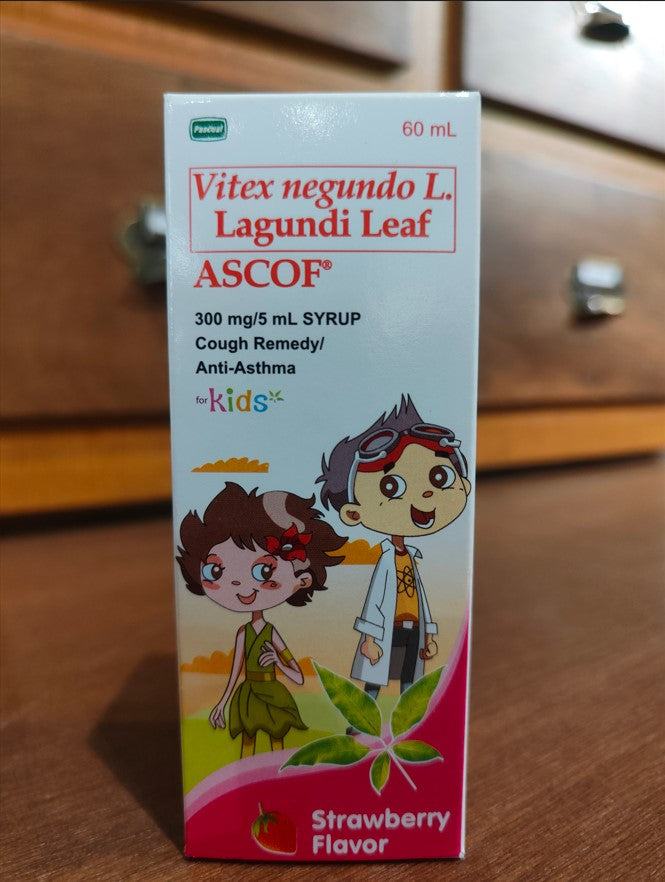 Pascual
60 mL
Vitex negundo L.
Lagundi Leaf
ASCOF®
300 mg/5 mL SYRUP
Cough Remedy/
Anti-Asthma
for kids
Strawberry
Flavor